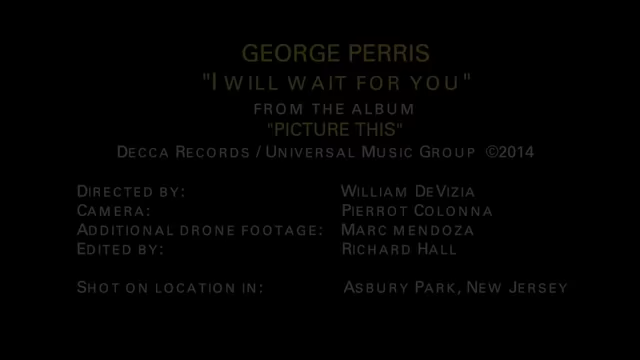 GEORGE PERRIS
"I WILL WAIT FOR YOU"
FROM THE ALBUM
"PICTURE THIS"
DECCA RECORDS / UNIVERSAL MUSIC GROUP ©2014
DIRECTED BY: WILLIAM DEVIZIA
CAMERA: PIERROT COLONNA
ADDITIONAL DRONE FOOTAGE: MARC MENDOZA
EDITED BY: RICHARD HALL
SHOT ON LOCATION IN: ASBURY PARK, NEW JERSEY